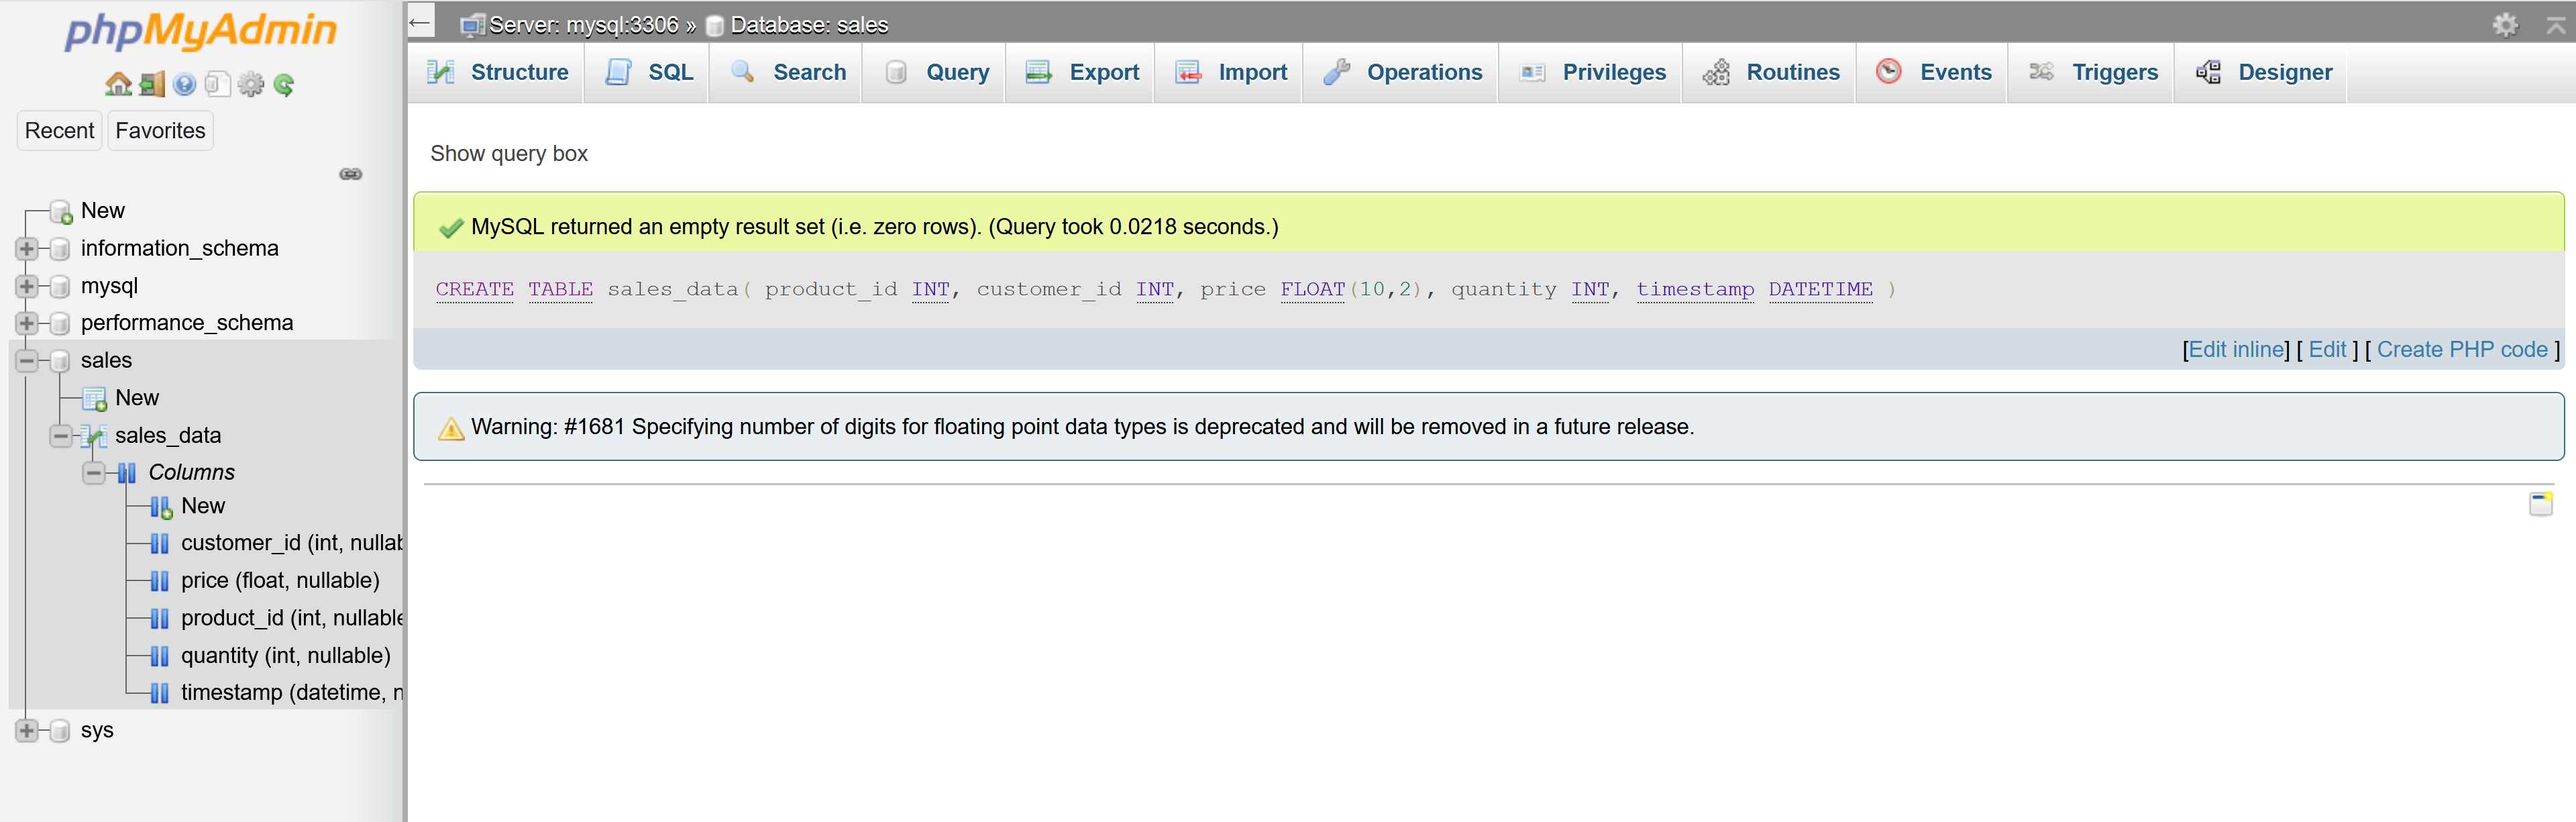 phpMyAdmin
Recent
Favorites
New
information_schema
mysql
performance_schema
sales
New
sales_data
Columns
New
customer_id (int, nullab
price (float, nullable)
product_id (int, nullable
quantity (int, nullable)
timestamp (datetime, n
sys
Server: mysql:3306 » Database: sales
Structure SQL Search Query Export Import Operations Privileges Routines Events Triggers Designer
Show query box
MySQL returned an empty result set (i.e. zero rows). (Query took 0.0218 seconds.)
CREATE TABLE sales_data( product_id INT, customer_id INT, price FLOAT(10,2), quantity INT, timestamp DATETIME )
[Edit inline] [ Edit ] [ Create PHP code ]
Warning: #1681 Specifying number of digits for floating point data types is deprecated and will be removed in a future release.